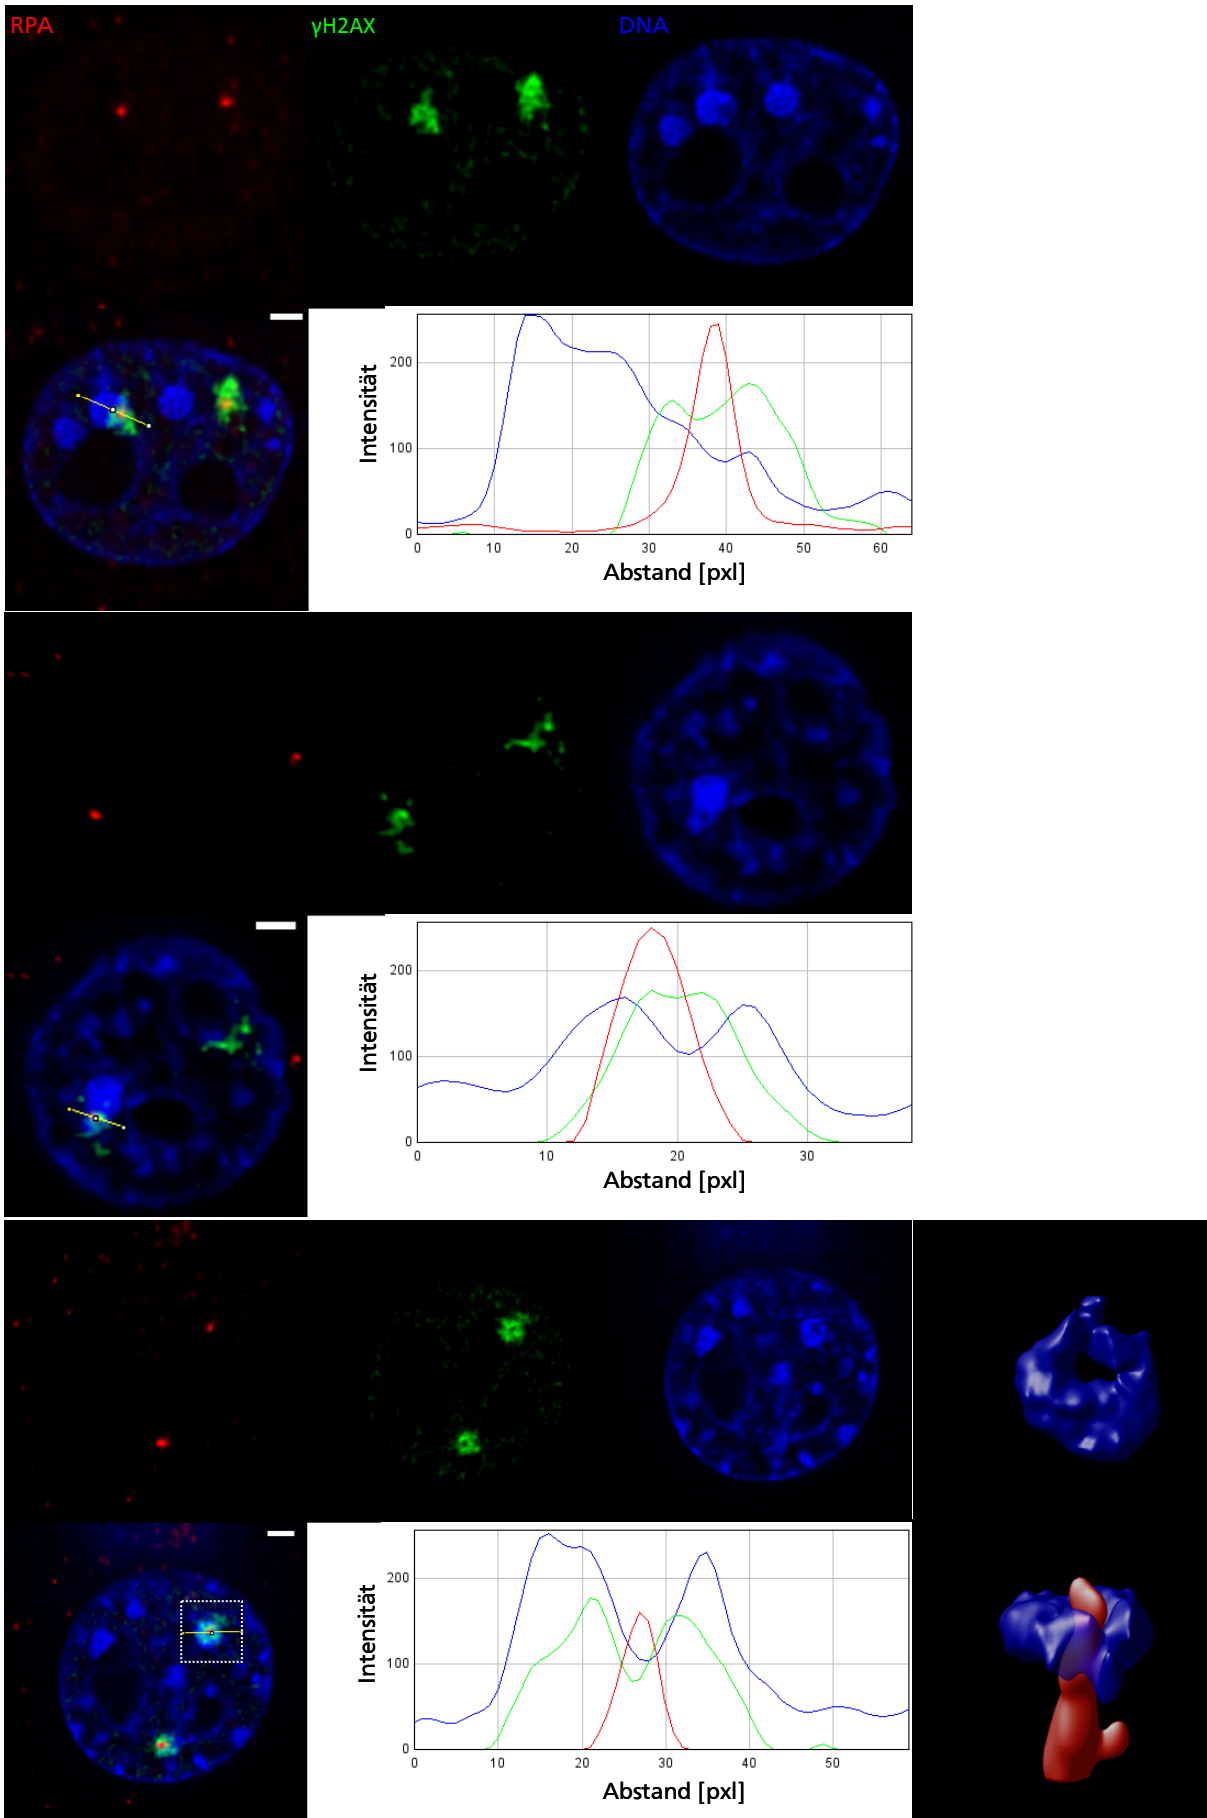 RPA
γH2AX
DNA
Intensität
200
100
0
0 10 20 30 40 50 60
Abstand [pxl]
Intensität
200
100
0
0 10 20 30
Abstand [pxl]
Intensität
200
100
0
0 10 20 30 40 50
Abstand [pxl]